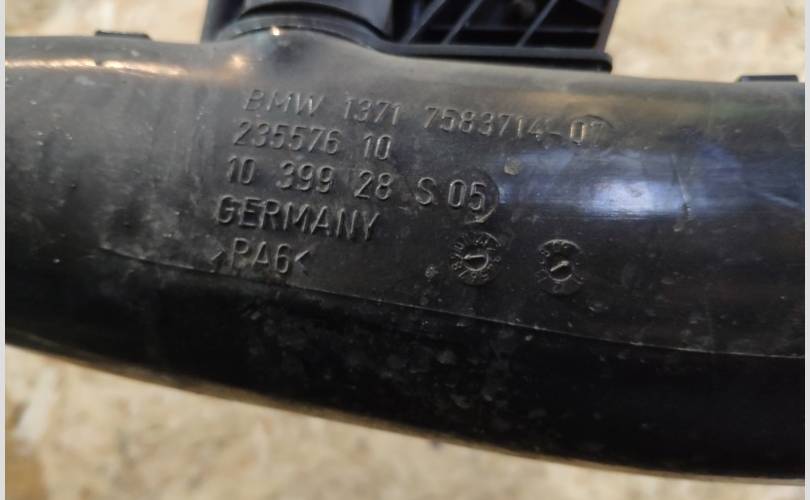 BMW 1371 7583714-07
235576 10
10 399 28 S 05
GERMANY
>PA6<